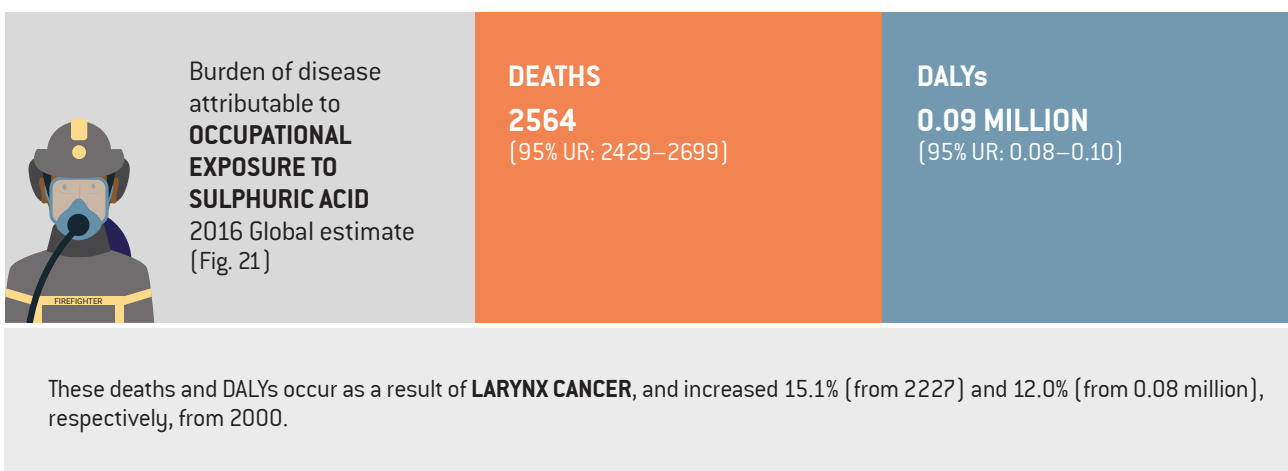 Burden of disease
attributable to
OCCUPATIONAL
EXPOSURE TO
SULPHURIC ACID
2016 Global estimate
(Fig. 21)
FIREFIGHTER
DEATHS
2564
(95% UR: 2429–2699)
DALYs
0.09 MILLION
(95% UR: 0.08–0.10)
These deaths and DALYs occur as a result of LARYNX CANCER, and increased 15.1% (from 2227) and 12.0% (from 0.08 million),
respectively, from 2000.